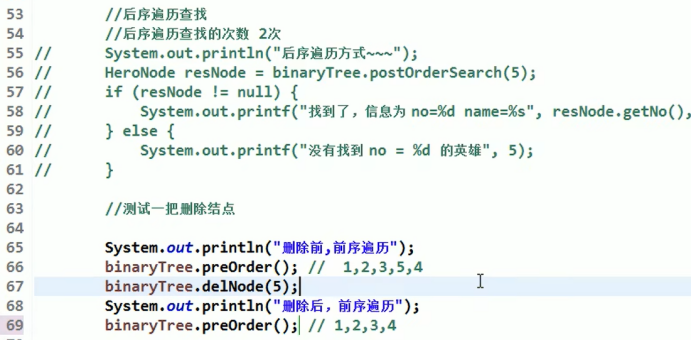 53 //后序遍历查找
54 //后序遍历查找的次数 2次
55 // System.out.println("后序遍历方式~~~");
56 // HeroNode resNode = binaryTree.postOrderSearch(5);
57 // if (resNode != null) {
58 // System.out.printf("找到了，信息为 no=%d name=%s", resNode.getNo(),
59 // } else {
60 // System.out.printf("没有找到 no = %d 的英雄", 5);
61 // }
62
63 //测试一把删除结点
64
65 System.out.println("删除前,前序遍历");
66 binaryTree.preOrder(); // 1,2,3,5,4
67 binaryTree.delNode(5);
68 System.out.println("删除后，前序遍历");
69 binaryTree.preOrder(); // 1,2,3,4